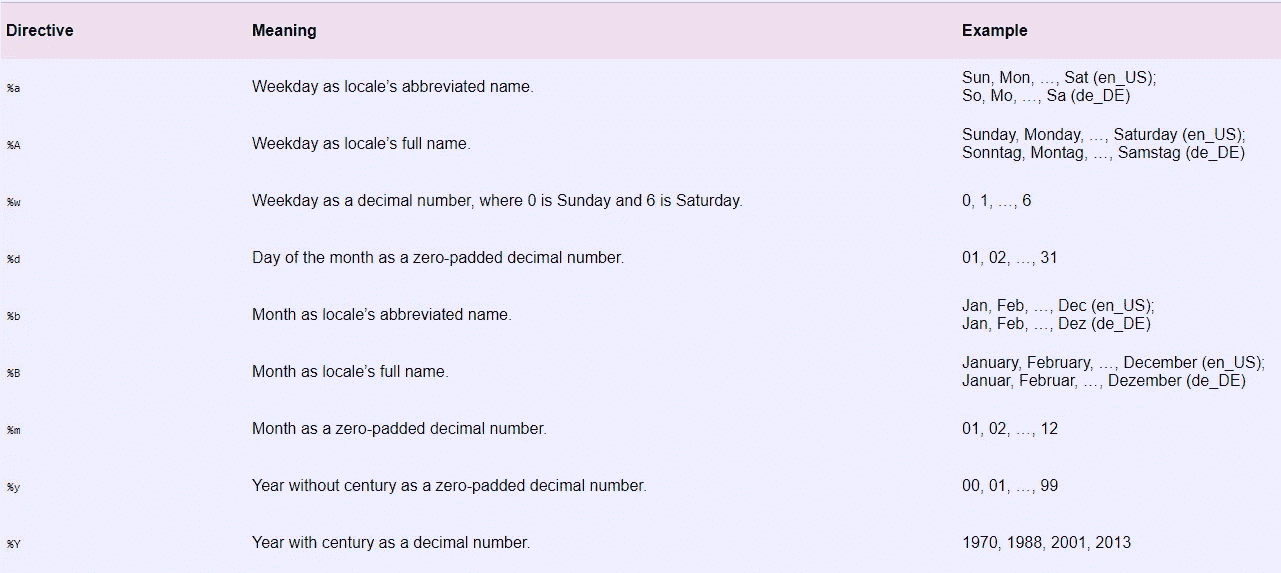 Directive Meaning Example
%a Weekday as locale’s abbreviated name. Sun, Mon, …, Sat (en_US);
So, Mo, …, Sa (de_DE)
%A Weekday as locale’s full name. Sunday, Monday, …, Saturday (en_US);
Sonntag, Montag, …, Samstag (de_DE)
%w Weekday as a decimal number, where 0 is Sunday and 6 is Saturday. 0, 1, …, 6
%d Day of the month as a zero-padded decimal number. 01, 02, …, 31
%b Month as locale’s abbreviated name. Jan, Feb, …, Dec (en_US);
Jan, Feb, …, Dez (de_DE)
%B Month as locale’s full name. January, February, …, December (en_US);
Januar, Februar, …, Dezember (de_DE)
%m Month as a zero-padded decimal number. 01, 02, …, 12
%y Year without century as a zero-padded decimal number. 00, 01, …, 99
%Y Year with century as a decimal number. 1970, 1988, 2001, 2013